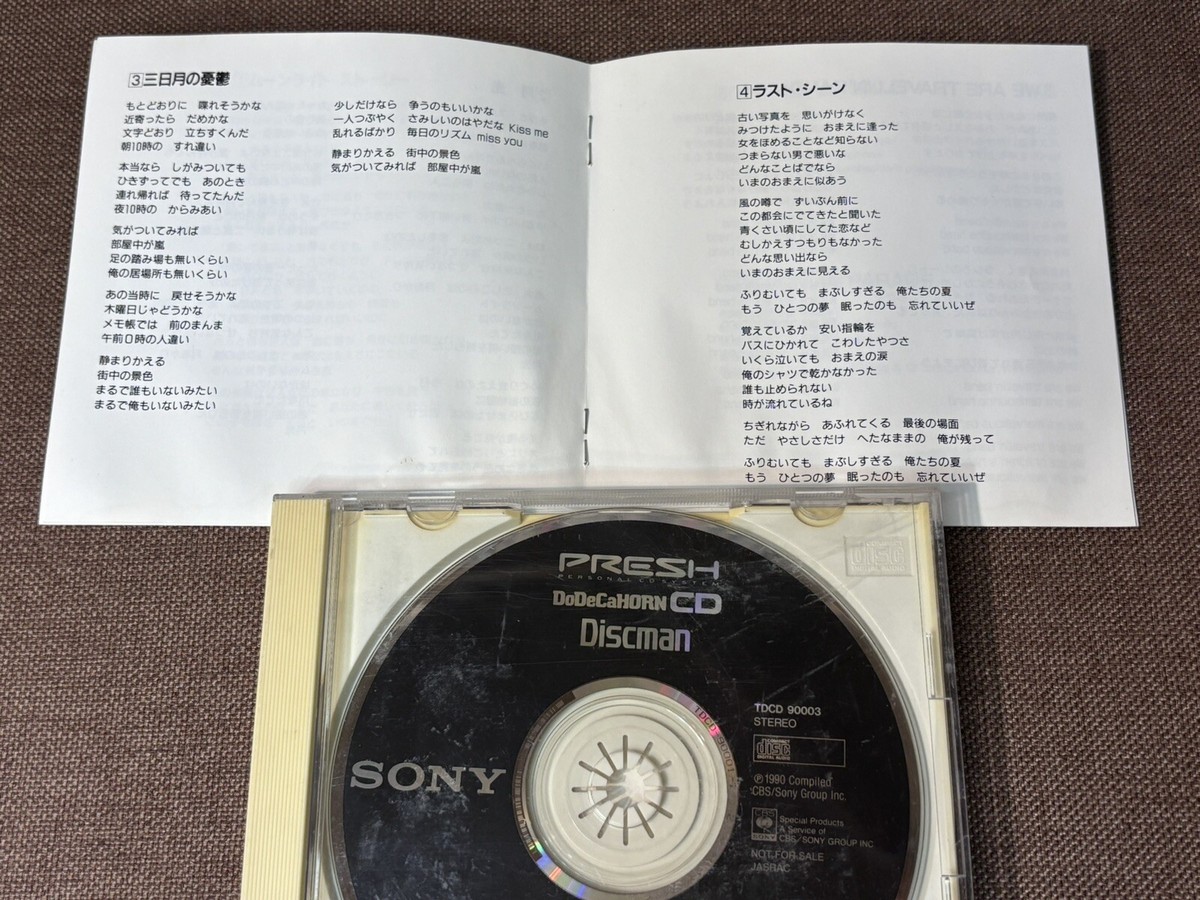 3 三日月の憂鬱
もとどおりに 喋れそうかな
近寄ったら だめかな
文字どおり 立ちすくんだ
朝10時の すれ違い
本当なら しがみついても
ひきずってでも あのとき
連れ帰れば 待ってたんだ
夜10時の からみあい
気がついてみれば
部屋中が嵐
足の踏み場も無いくらい
俺の居場所も無いくらい
あの当時に 戻せそうかな
木曜日じゃどうかな
メモ帳では 前のまんま
午前0時の人違い
静まりかえる
街中の景色
まるで誰もいないみたい
まるで俺もいないみたい
少しだけなら 争うのもいいかな
一人つぶやく さみしいのはやだな Kiss me
乱れるばかり 毎日のリズム miss you
静まりかえる 街中の景色
気がついてみれば 部屋中が嵐
4 ラスト・シーン
古い写真を 思いがけなく
みつけたように おまえに逢った
女をほめることなど知らない
つまらない男で悪いな
どんなことばでなら
いまのおまえに似あう
風の噂で ずいぶん前に
この都会にでてきたと聞いた
青くさい頃にしてた恋など
むしかえすつもりもなかった
どんな思い出なら
いまのおまえに見える
ふりむいても まぶしすぎる 俺たちの夏
もう ひとつの夢 眠ったのも 忘れていいぜ
覚えているか 安い指輪を
バスにひかれて こわしたやつさ
いくら泣いても おまえの涙
俺のシャツで乾かなかった
誰も止められない
時が流れているね
ちぎれながら あふれてくる 最後の場面
ただ やさしさだけ へたなままの 俺が残って
ふりむいても まぶしすぎる 俺たちの夏
もう ひとつの夢 眠ったのも 忘れていいぜ
PRESH
PERSONAL CD SYSTEM
DoDeCaHORN CD
Discman
SONY
TDCD 90003
STEREO
COMPACT disc DIGITAL AUDIO
℗1990 Compiled
CBS/Sony Group Inc.
CBS SONY
Special Products
A Service of
CBS/SONY GROUP INC
NOT FOR SALE
JASRAC
disc
DIGITAL AUDIO